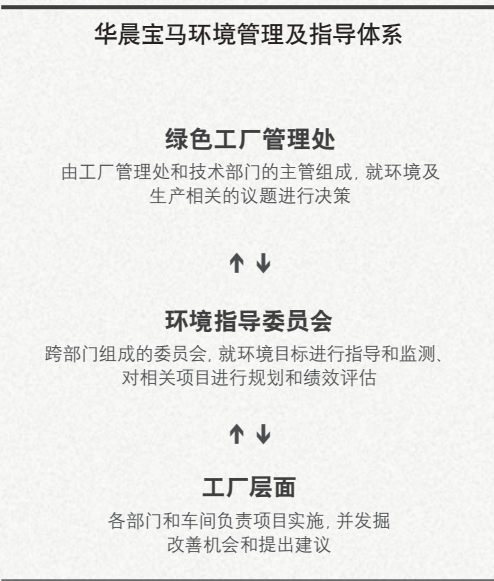 华晨宝马环境管理及指导体系
绿色工厂管理处
由工厂管理处和技术部门的主管组成, 就环境及
生产相关的议题进行决策
环境指导委员会
跨部门组成的委员会, 就环境目标进行指导和监测、
对相关项目进行规划和绩效评估
工厂层面
各部门和车间负责项目实施, 并发掘
改善机会和提出建议